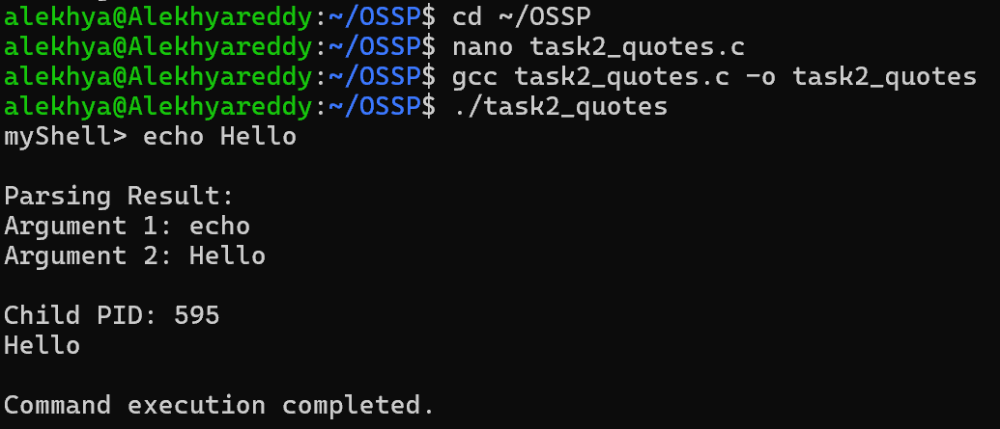 alekhya@Alekhyareddy:~/OSSP$ cd ~/OSSP
alekhya@Alekhyareddy:~/OSSP$ nano task2_quotes.c
alekhya@Alekhyareddy:~/OSSP$ gcc task2_quotes.c -o task2_quotes
alekhya@Alekhyareddy:~/OSSP$ ./task2_quotes
myShell> echo Hello
Parsing Result:
Argument 1: echo
Argument 2: Hello
Child PID: 595
Hello
Command execution completed.